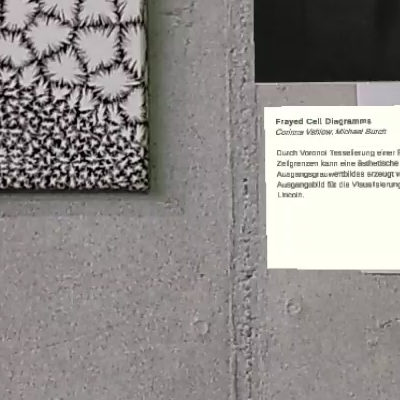 Frayed Cell Diagramms
Corinna Vehlow, Michael Burch
Durch Voronoi Tesselierung einer
Zellgrenzen kann eine ästhetische
Ausgangsgrauwertbildes erzeugt
Ausgangsbild für die Visualisierung
Lincoln.